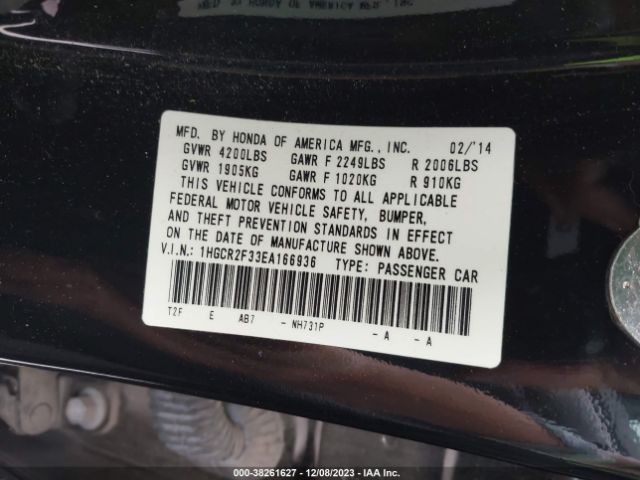 MFD. BY HONDA OF AMERICA MFG., INC. 02/'14
GVWR 4200LBS GAWR F 2249LBS R 2006LBS
GVWR 1905KG GAWR F 1020KG R 910KG
THIS VEHICLE CONFORMS TO ALL APPLICABLE
FEDERAL MOTOR VEHICLE SAFETY, BUMPER,
AND THEFT PREVENTION STANDARDS IN EFFECT
ON THE DATE OF MANUFACTURE SHOWN ABOVE.
V.I.N.: 1HGCR2F33EA166936 TYPE: PASSENGER CAR
T2F E AB7 - NH731P - A - A
000-38261627 - 12/08/2023 - IAA Inc.